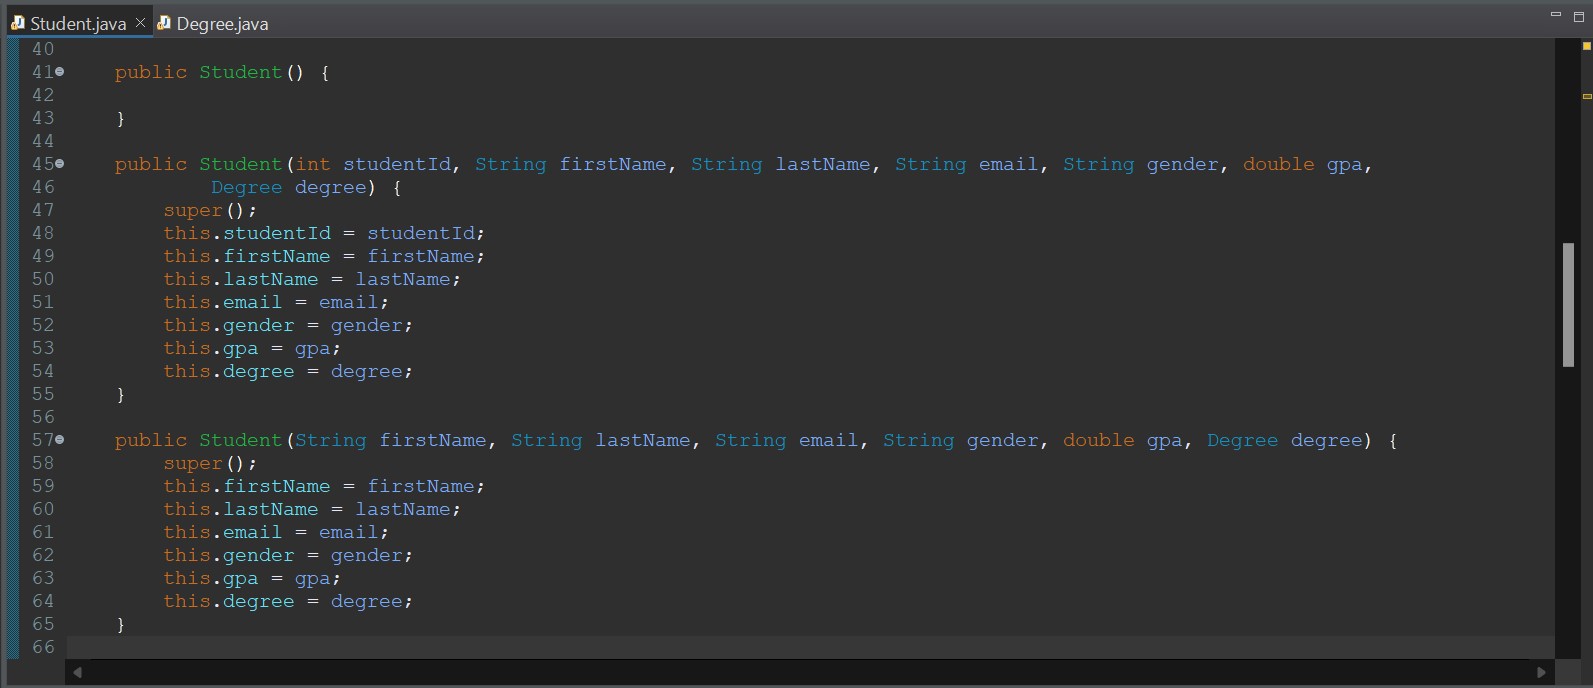 Student.java Degree.java
40
41 public Student() {
42
43 }
44
45 public Student(int studentId, String firstName, String lastName, String email, String gender, double gpa,
46 Degree degree) {
47 super();
48 this.studentId = studentId;
49 this.firstName = firstName;
50 this.lastName = lastName;
51 this.email = email;
52 this.gender = gender;
53 this.gpa = gpa;
54 this.degree = degree;
55 }
56
57 public Student(String firstName, String lastName, String email, String gender, double gpa, Degree degree) {
58 super();
59 this.firstName = firstName;
60 this.lastName = lastName;
61 this.email = email;
62 this.gender = gender;
63 this.gpa = gpa;
64 this.degree = degree;
65 }
66